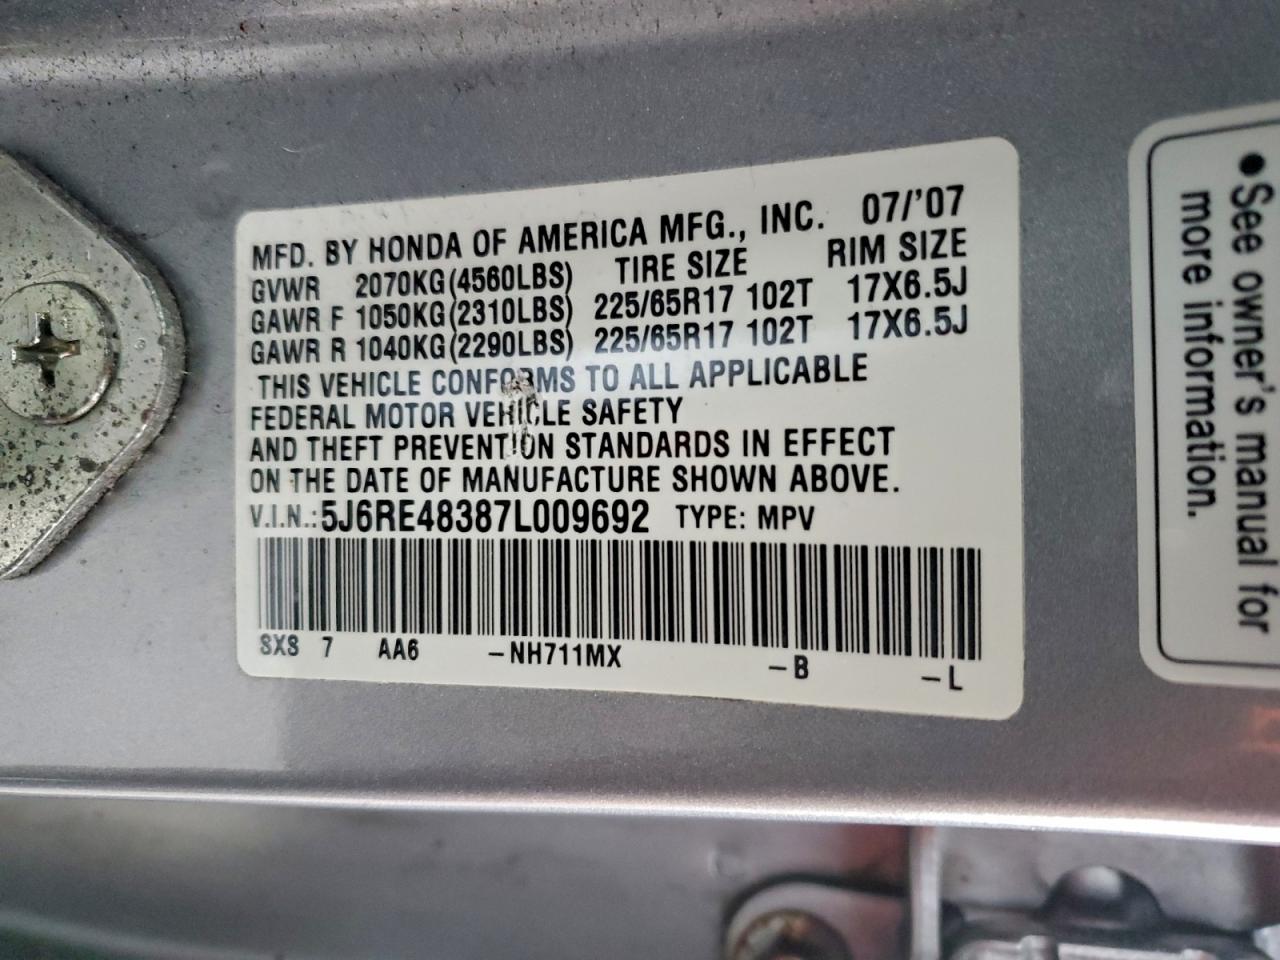 MFD. BY HONDA OF AMERICA MFG., INC. 07/'07
GVWR 2070KG(4560LBS) TIRE SIZE RIM SIZE
GAWR F 1050KG(2310LBS) 225/65R17 102T 17X6.5J
GAWR R 1040KG(2290LBS) 225/65R17 102T 17X6.5J
THIS VEHICLE CONFORMS TO ALL APPLICABLE
FEDERAL MOTOR VEHICLE SAFETY
AND THEFT PREVENTION STANDARDS IN EFFECT
ON THE DATE OF MANUFACTURE SHOWN ABOVE.
V.I.N.: 5J6RE48387L009692 TYPE: MPV
SXS 7 AA6 -NH711MX -B -L
•See owner's manual for
more information.